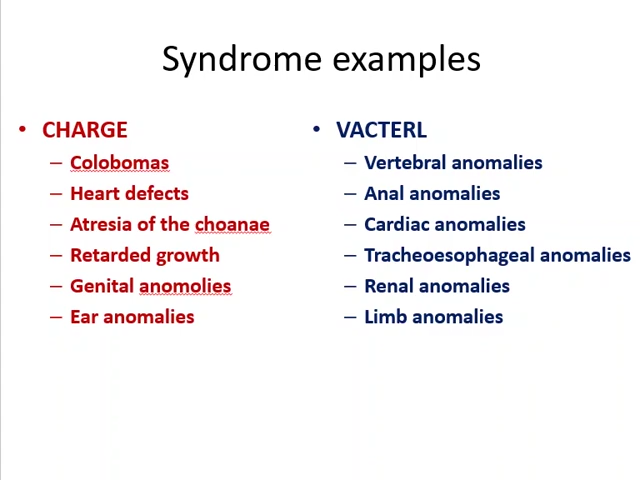 Syndrome examples
• CHARGE
– Colobomas
– Heart defects
– Atresia of the choanae
– Retarded growth
– Genital anomolies
– Ear anomalies
• VACTERL
– Vertebral anomalies
– Anal anomalies
– Cardiac anomalies
– Tracheoesophageal anomalies
– Renal anomalies
– Limb anomalies